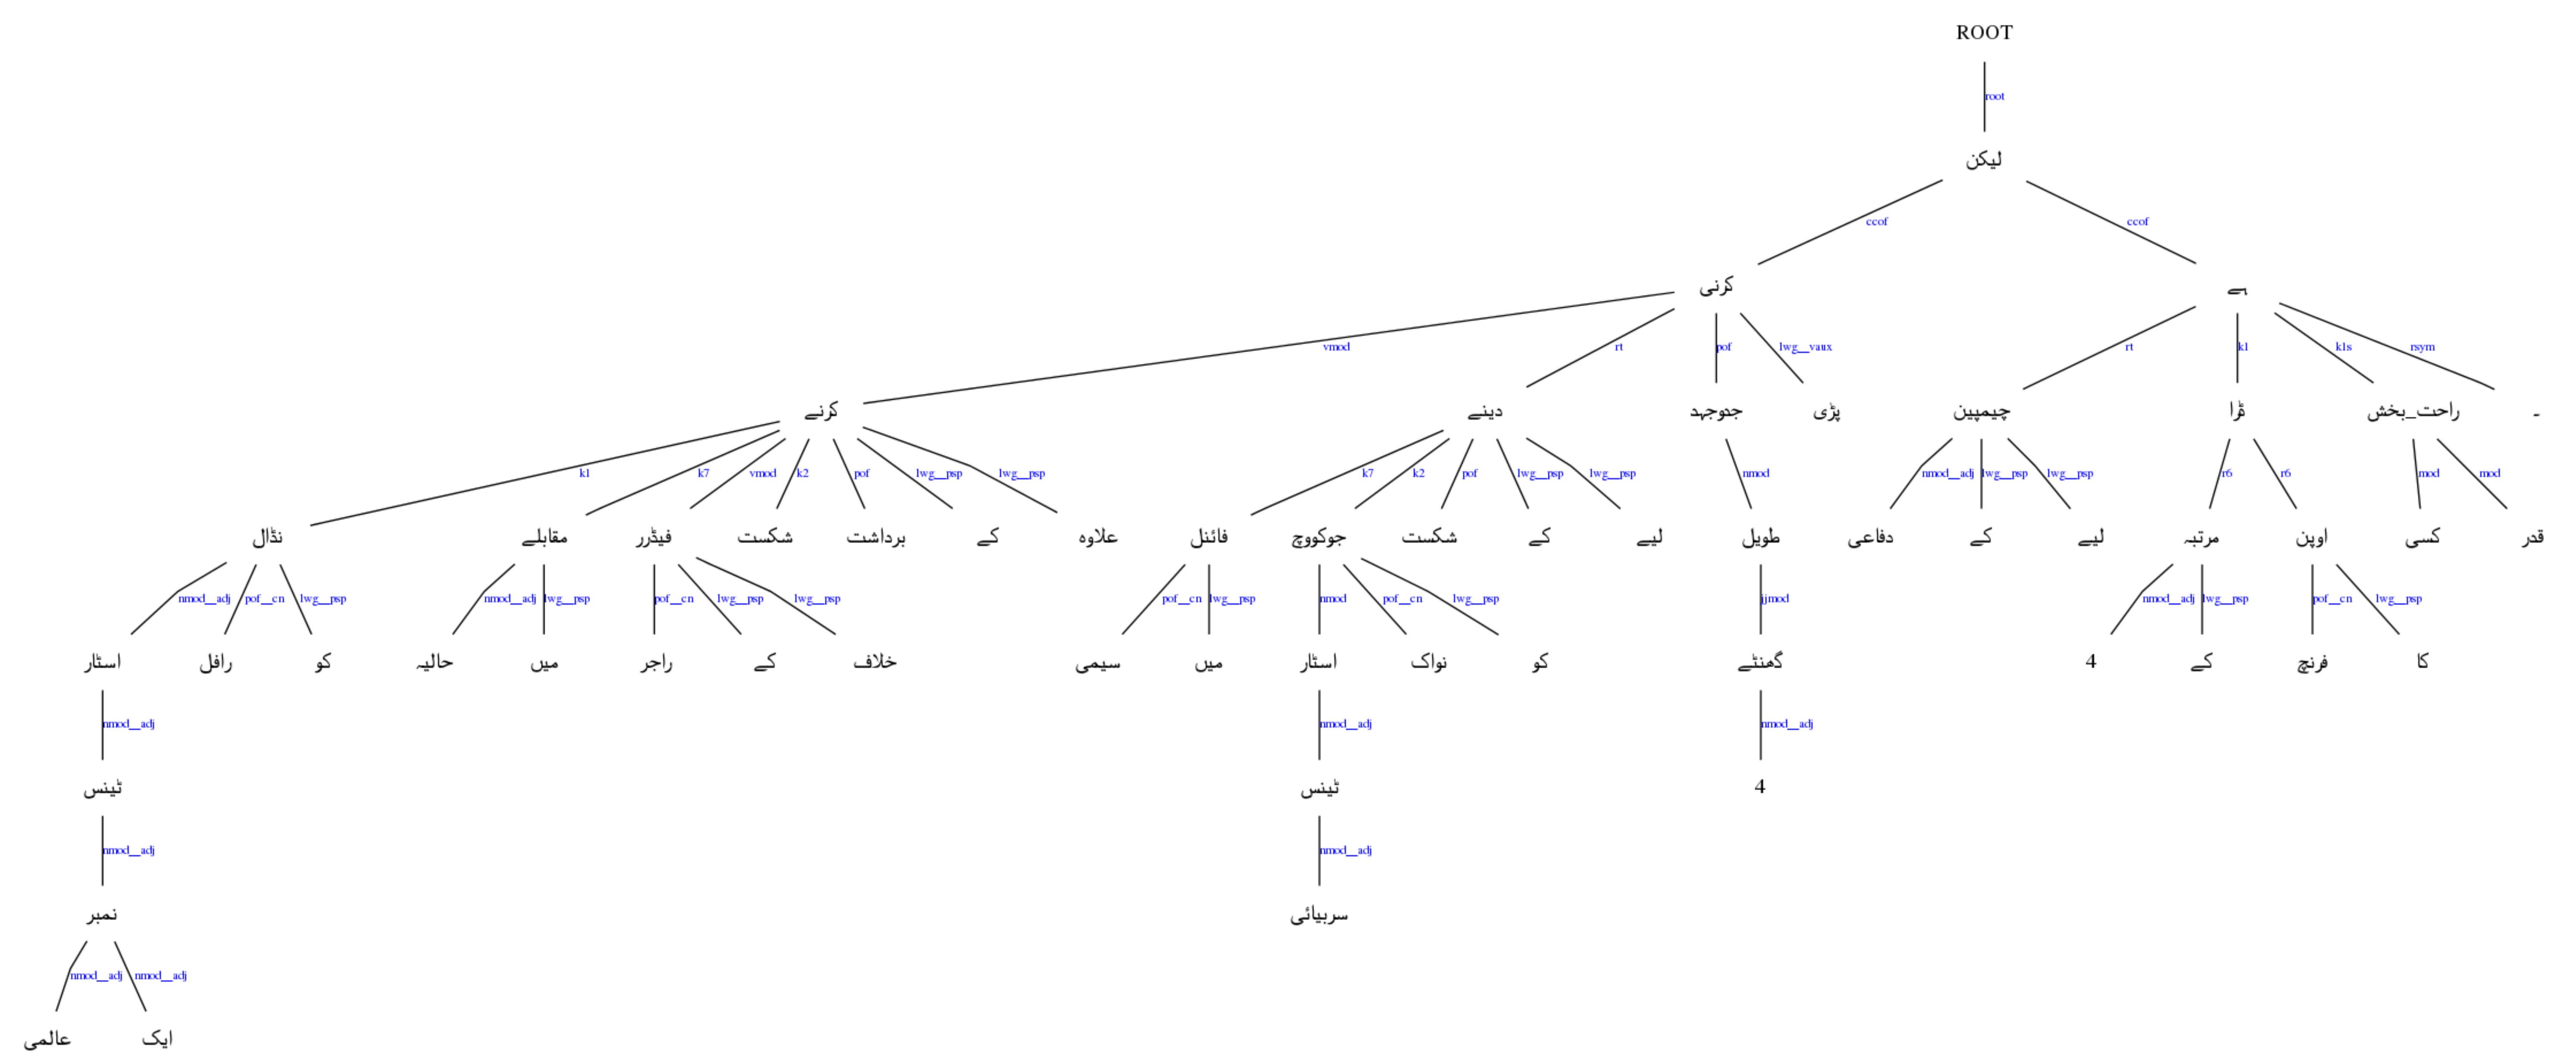 ROOT
root
لیکن
ccof ccof
کرنی ہے
vmod rt pof lwg__vaux rt k1 k1s rsym
کرنے دینے جدوجہد پڑی چیمپین ڈرا راحت_بخش ۔
k1 k7 vmod k2 pof lwg__psp lwg__psp k7 k2 pof lwg__psp lwg__psp nmod nmod__adj lwg__psp lwg__psp r6 r6 mod mod
نڈال مقابلے فیڈرر شکست برداشت کے علاوہ فائنل جوکووچ شکست کے لیے طویل دفاعی کے لیے مرتبہ اوپن کسی قدر
nmod__adj pof__cn lwg__psp nmod__adj lwg__psp pof__cn lwg__psp lwg__psp pof__cn lwg__psp nmod pof__cn lwg__psp jjmod nmod__adj lwg__psp pof__cn lwg__psp
اسٹار رافل کو حالیہ میں راجر کے خلاف سیمی میں اسٹار نواک کو گھنٹے 4 کے فرنچ کا
nmod__adj nmod__adj nmod__adj
ٹینس ٹینس 4
nmod__adj nmod__adj
نمبر سربیائی
nmod__adj nmod__adj
عالمی ایک